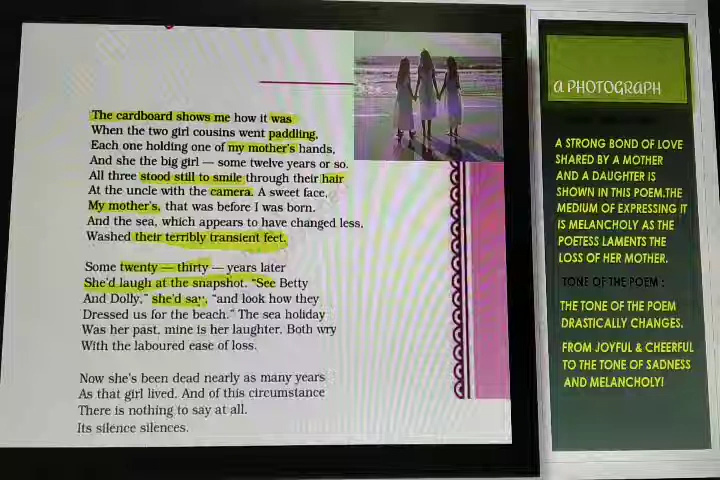 The cardboard shows me how it was
When the two girl cousins went paddling,
Each one holding one of my mother's hands,
And she the big girl — some twelve years or so.
All three stood still to smile through their hair
At the uncle with the camera. A sweet face,
My mother's, that was before I was born.
And the sea, which appears to have changed less,
Washed their terribly transient feet.
Some twenty — thirty — years later
She'd laugh at the snapshot. "See Betty
And Dolly," she'd say, "and look how they
Dressed us for the beach." The sea holiday
Was her past, mine is her laughter. Both wry
With the laboured ease of loss.
Now she's been dead nearly as many years
As that girl lived. And of this circumstance
There is nothing to say at all.
Its silence silences.
A PHOTOGRAPH
A STRONG BOND OF LOVE
SHARED BY A MOTHER
AND A DAUGHTER IS
SHOWN IN THIS POEM.THE
MEDIUM OF EXPRESSING IT
IS MELANCHOLY AS THE
POETESS LAMENTS THE
LOSS OF HER MOTHER.
TONE OF THE POEM :
THE TONE OF THE POEM
DRASTICALLY CHANGES.
FROM JOYFUL & CHEERFUL
TO THE TONE OF SADNESS
AND MELANCHOLY!